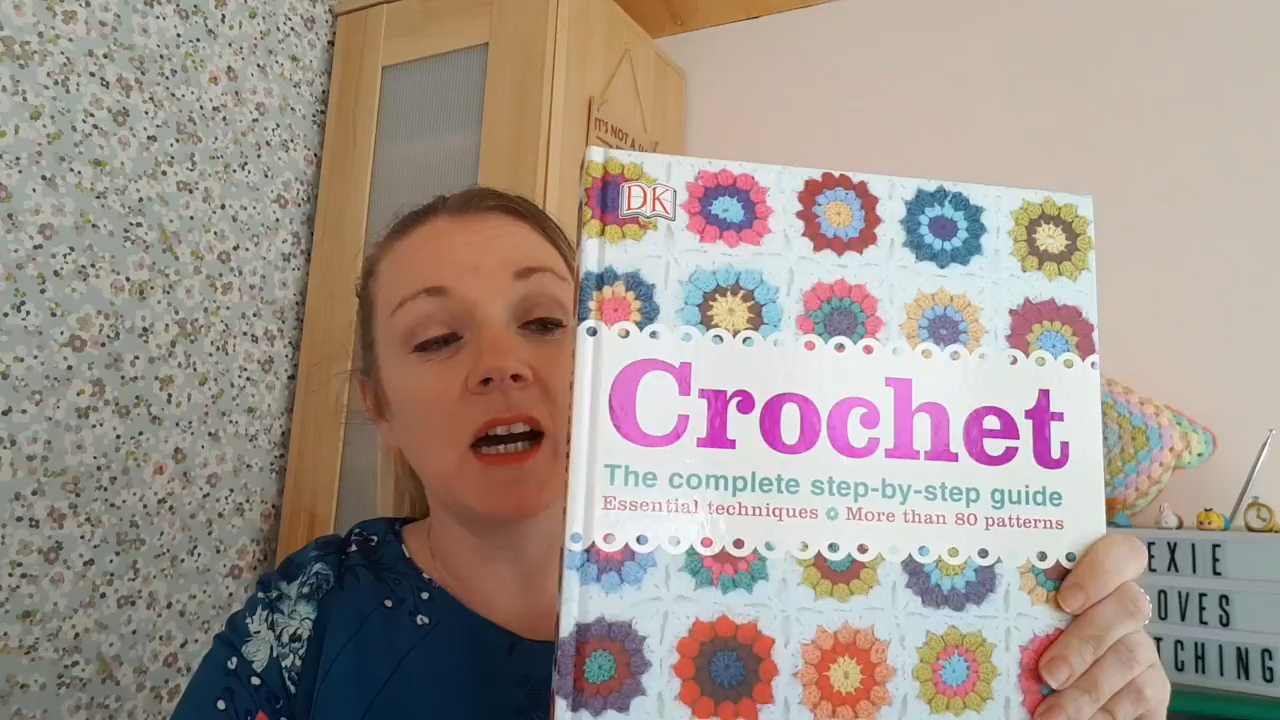 IT'S NOT A
DK
Crochet
The complete step-by-step guide
Essential techniques ✿ More than 80 patterns
EXIE
OVES
TCHING